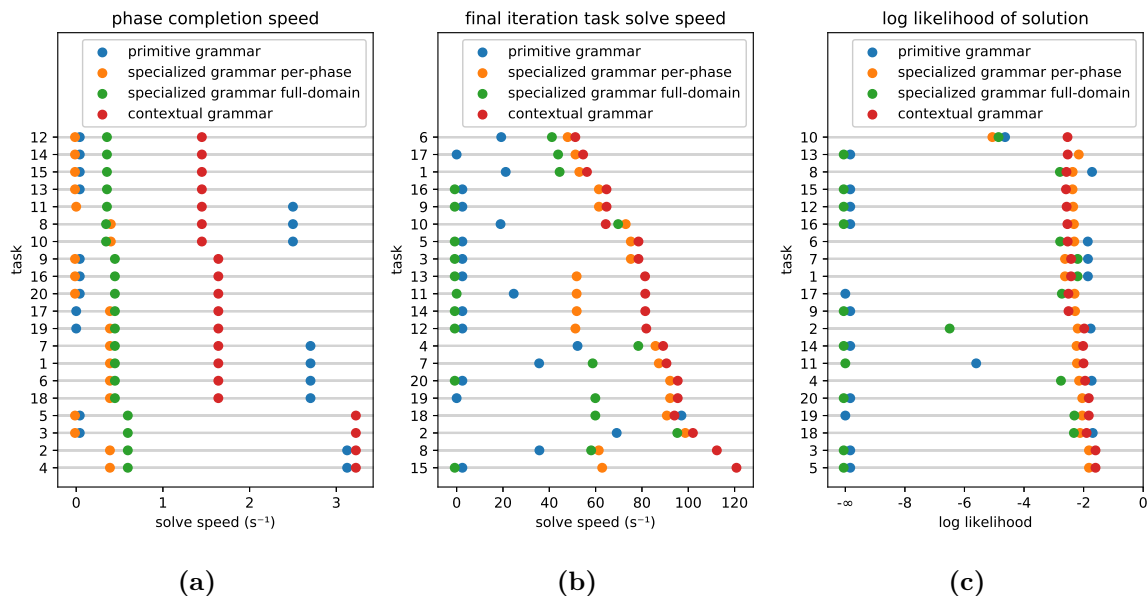 phase completion speed
primitive grammar
specialized grammar per-phase
specialized grammar full-domain
contextual grammar
task
12
14
15
13
11
8
10
9
16
20
17
19
7
1
6
18
5
3
2
4
0 1 2 3
solve speed (s⁻¹)
(a)
final iteration task solve speed
primitive grammar
specialized grammar per-phase
specialized grammar full-domain
contextual grammar
task
6
17
1
16
9
10
5
3
13
11
14
12
4
7
20
19
18
2
8
15
0 20 40 60 80 100 120
solve speed (s⁻¹)
(b)
log likelihood of solution
primitive grammar
specialized grammar per-phase
specialized grammar full-domain
contextual grammar
task
10
13
8
15
12
16
6
7
1
17
9
2
14
11
4
20
19
18
3
5
-∞ -8 -6 -4 -2 0
log likelihood
(c)